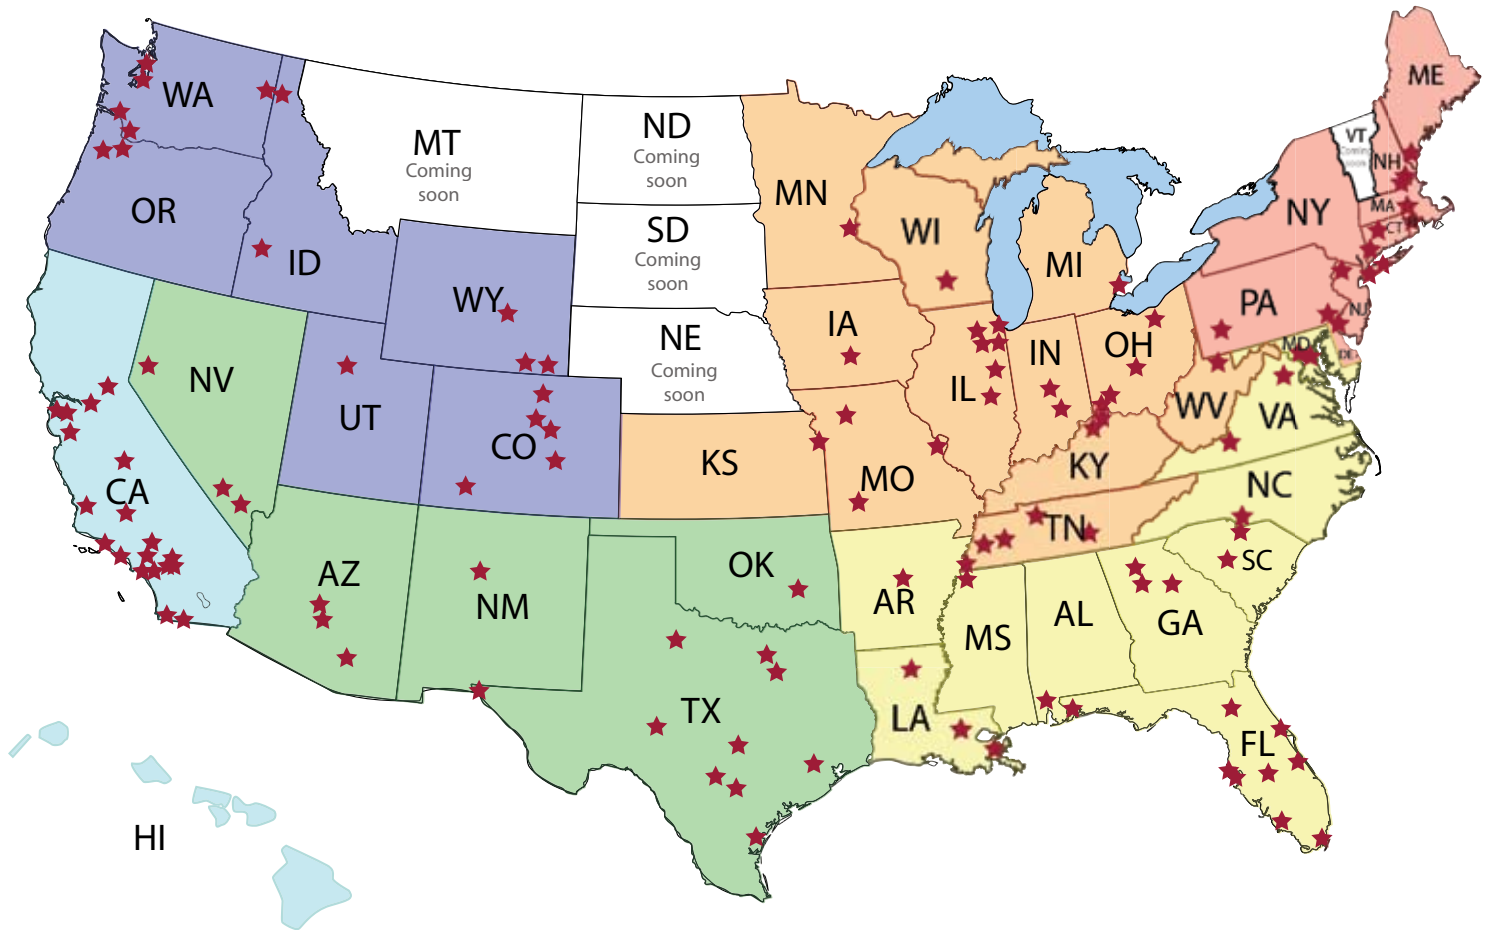 WA
MT
Coming
soon
ND
Coming
soon
MN
ME
VT
Coming
soon
NH
OR
ID
SD
Coming
soon
WI
MI
NY
MA
CT
WY
NE
Coming
soon
IA
IL
IN
OH
PA
NJ
MD
DE
NV
UT
CO
KS
MO
KY
WV
VA
CA
AZ
NM
OK
AR
TN
NC
SC
TX
LA
MS
AL
GA
FL
HI